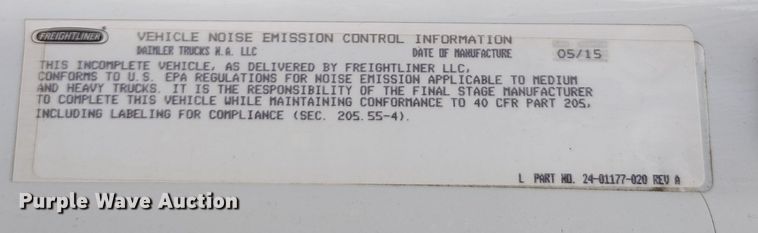 FREIGHTLINER
VEHICLE NOISE EMISSION CONTROL INFORMATION
DAIMLER TRUCKS N.A. LLC DATE OF MANUFACTURE 05/15
THIS INCOMPLETE VEHICLE, AS DELIVERED BY FREIGHTLINER LLC,
CONFORMS TO U.S. EPA REGULATIONS FOR NOISE EMISSION APPLICABLE TO MEDIUM
AND HEAVY TRUCKS. IT IS THE RESPONSIBILITY OF THE FINAL STAGE MANUFACTURER
TO COMPLETE THIS VEHICLE WHILE MAINTAINING CONFORMANCE TO 40 CFR PART 205,
INCLUDING LABELING FOR COMPLIANCE (SEC. 205.55-4).
L PART NO. 24-01177-020 REV A
Purple Wave Auction